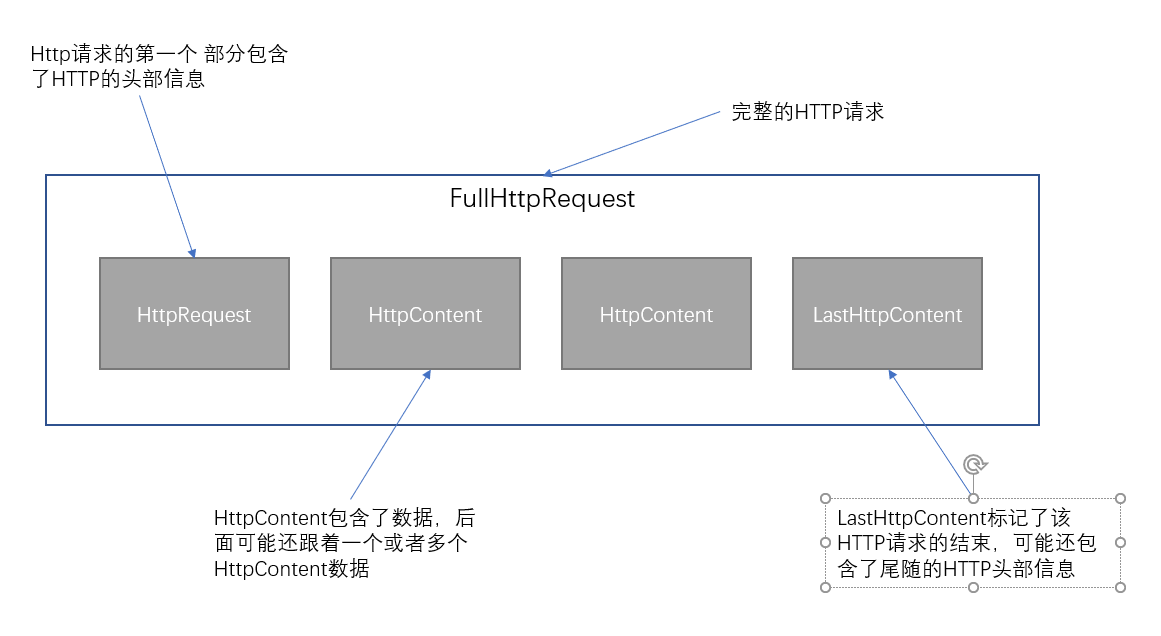 Http请求的第一个 部分包含
了HTTP的头部信息
完整的HTTP请求
FullHttpRequest
HttpRequest
HttpContent
HttpContent
LastHttpContent
HttpContent包含了数据，后
面可能还跟着一个或者多个
HttpContent数据
LastHttpContent标记了该
HTTP请求的结束，可能还包
含了尾随的HTTP头部信息